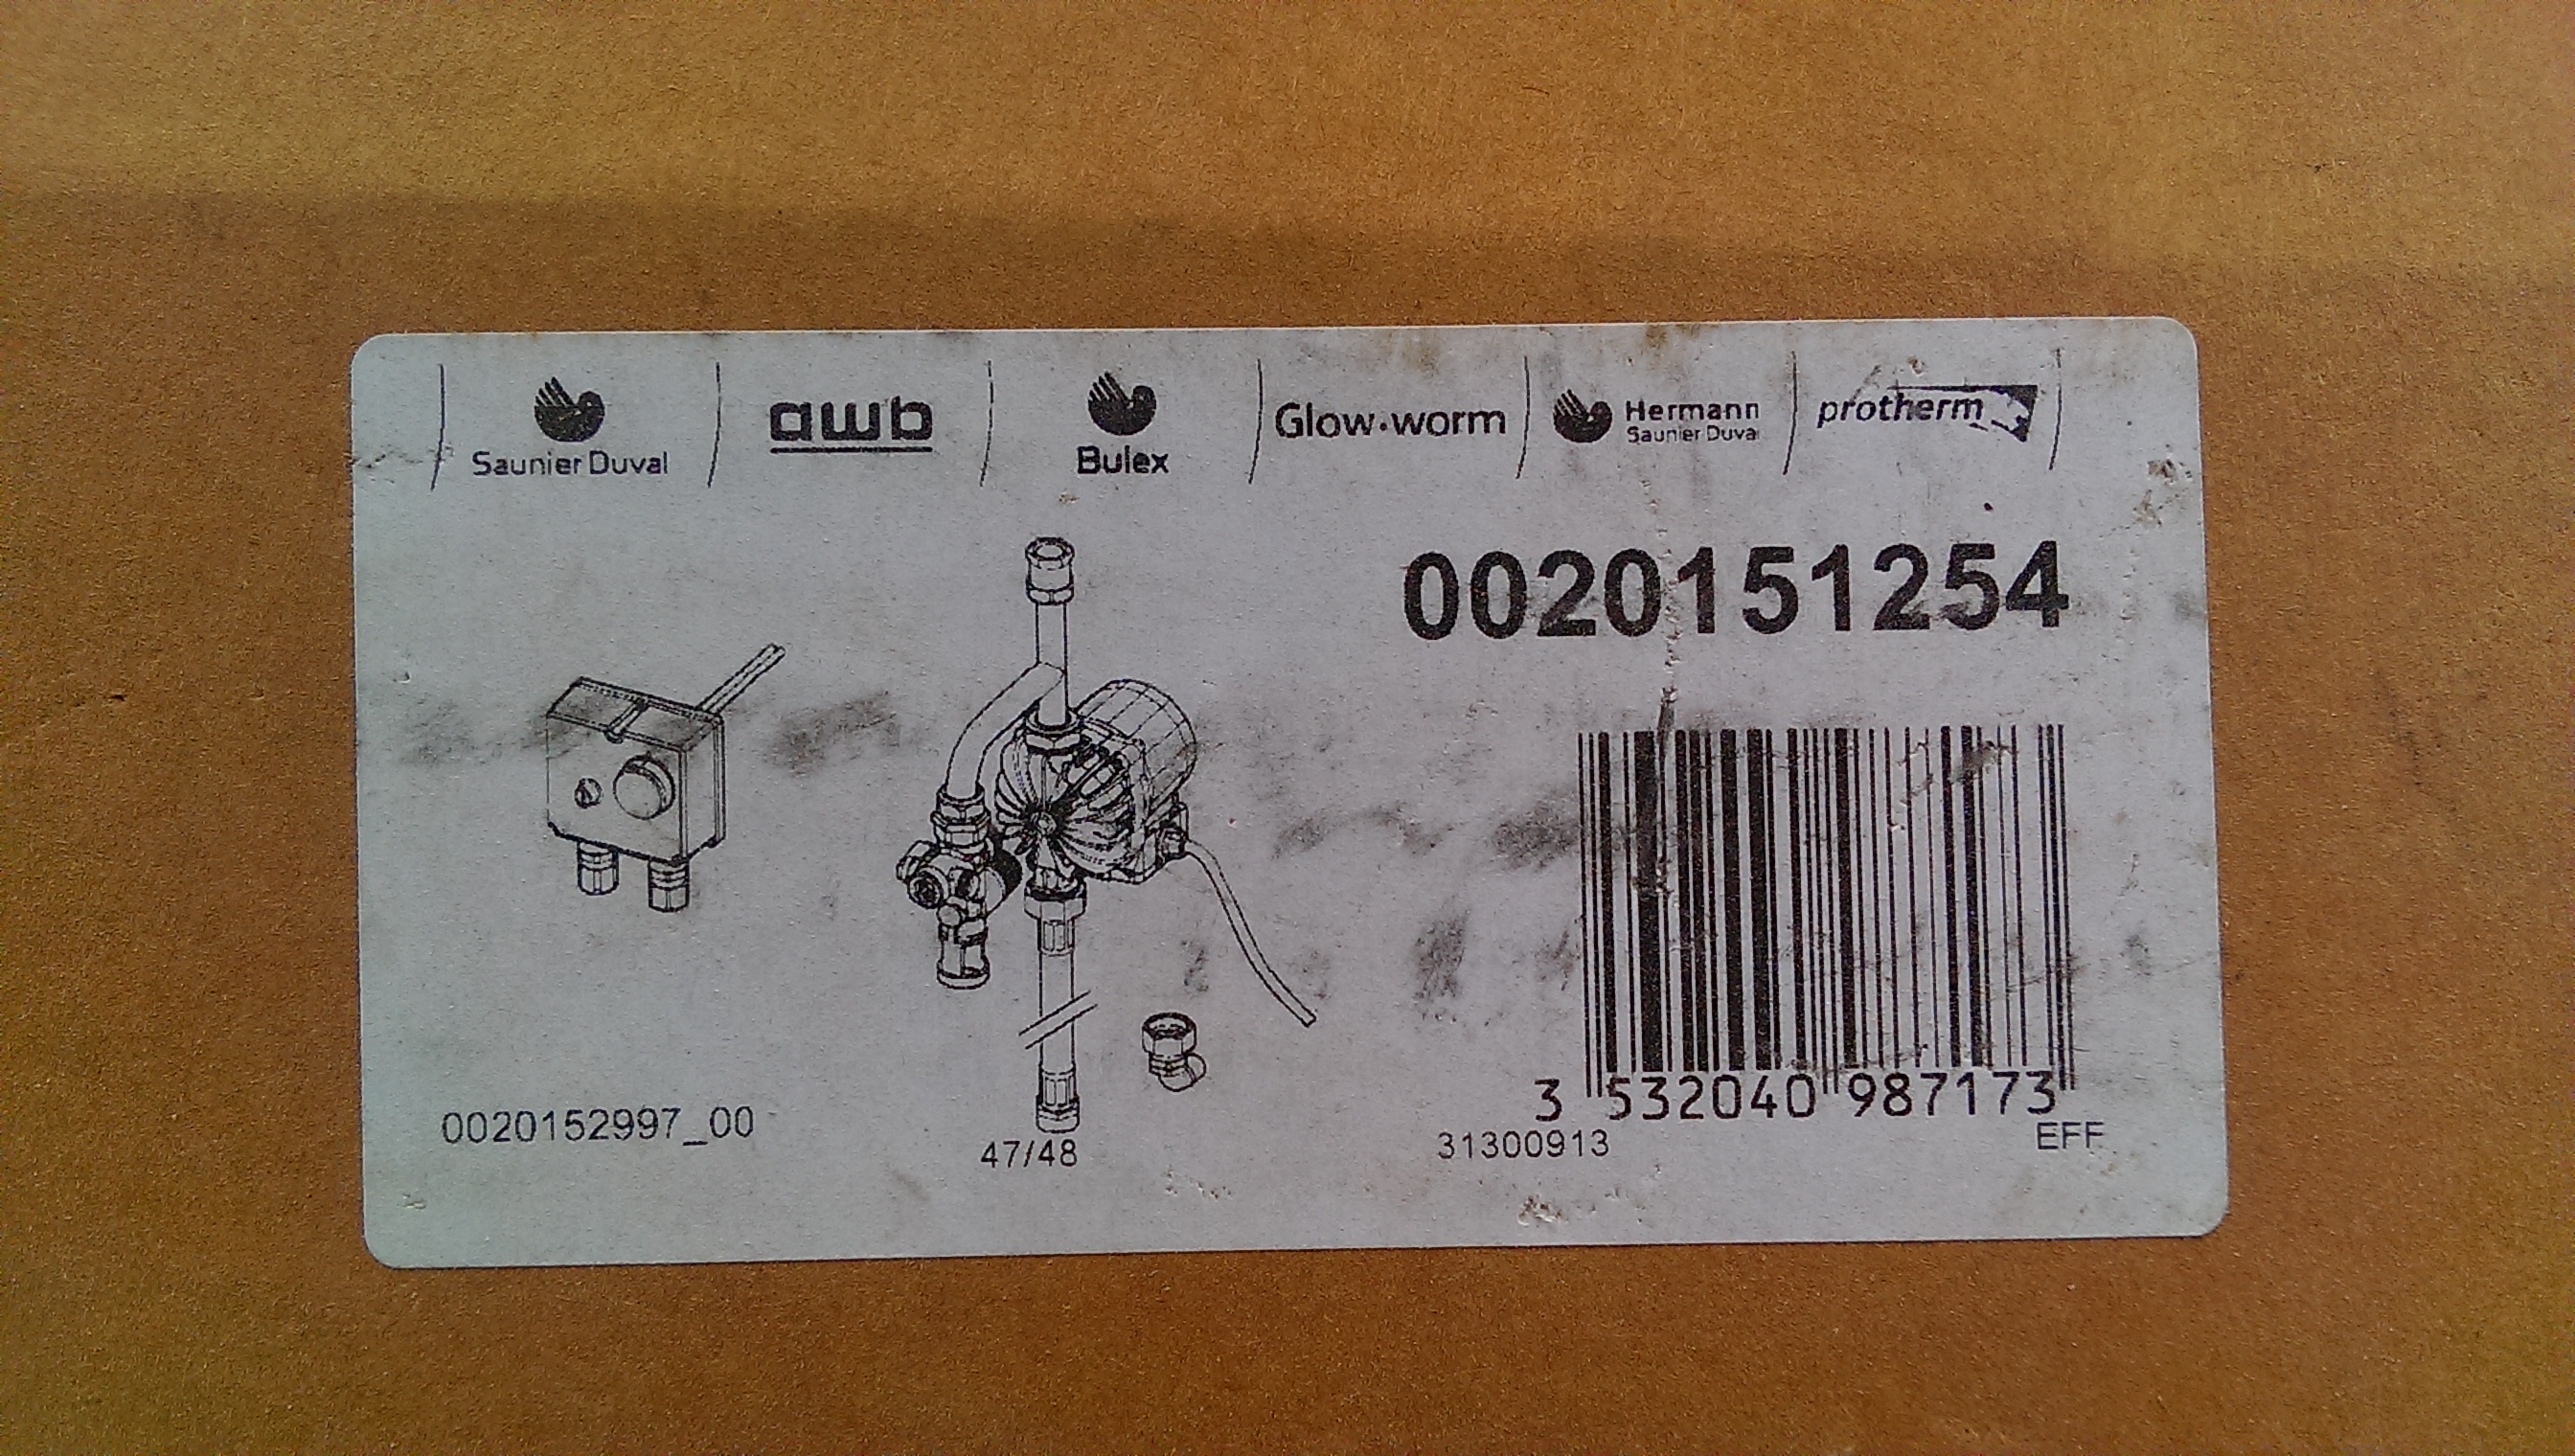 Saunier Duval
awb
Bulex
Glow·worm
Hermann
Saunier Duval
protherm
0020151254
3 532040 987173
0020152997_00
47/48
31300913
EFF